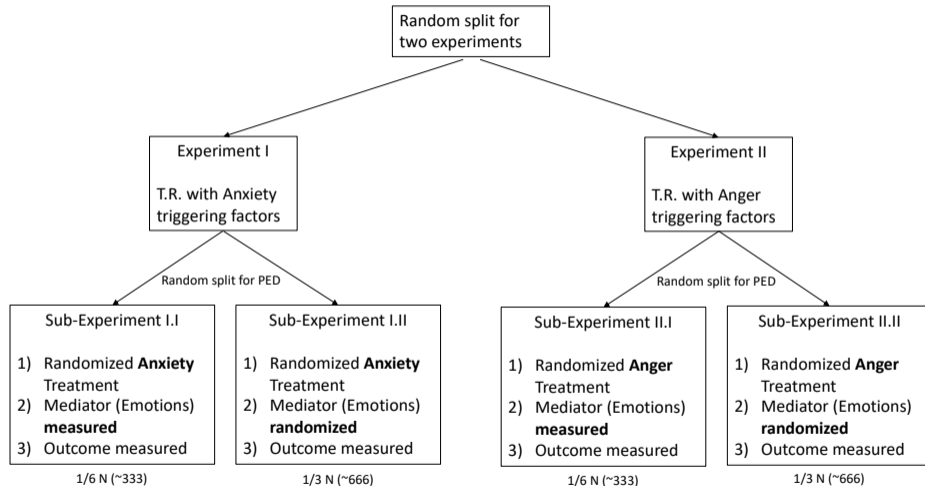 Random split for
two experiments
Experiment I
T.R. with Anxiety
triggering factors
Experiment II
T.R. with Anger
triggering factors
Random split for PED
Random split for PED
Sub-Experiment I.I
1) Randomized Anxiety
Treatment
2) Mediator (Emotions)
measured
3) Outcome measured
1/6 N (~333)
Sub-Experiment I.II
1) Randomized Anxiety
Treatment
2) Mediator (Emotions)
randomized
3) Outcome measured
1/3 N (~666)
Sub-Experiment II.I
1) Randomized Anger
Treatment
2) Mediator (Emotions)
measured
3) Outcome measured
1/6 N (~333)
Sub-Experiment II.II
1) Randomized Anger
Treatment
2) Mediator (Emotions)
randomized
3) Outcome measured
1/3 N (~666)